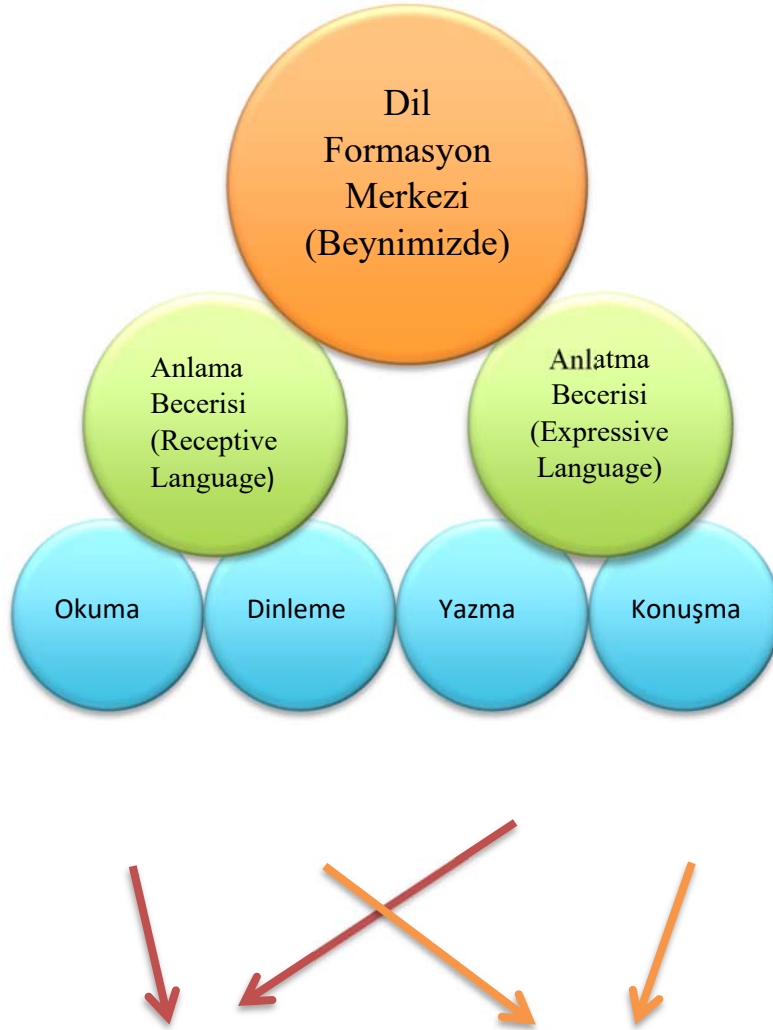 Dil
Formasyon
Merkezi
(Beynimizde)
Anlama
Becerisi
(Receptive
Language)
Anlatma
Becerisi
(Expressive
Language)
Okuma
Dinleme
Yazma
Konuşma